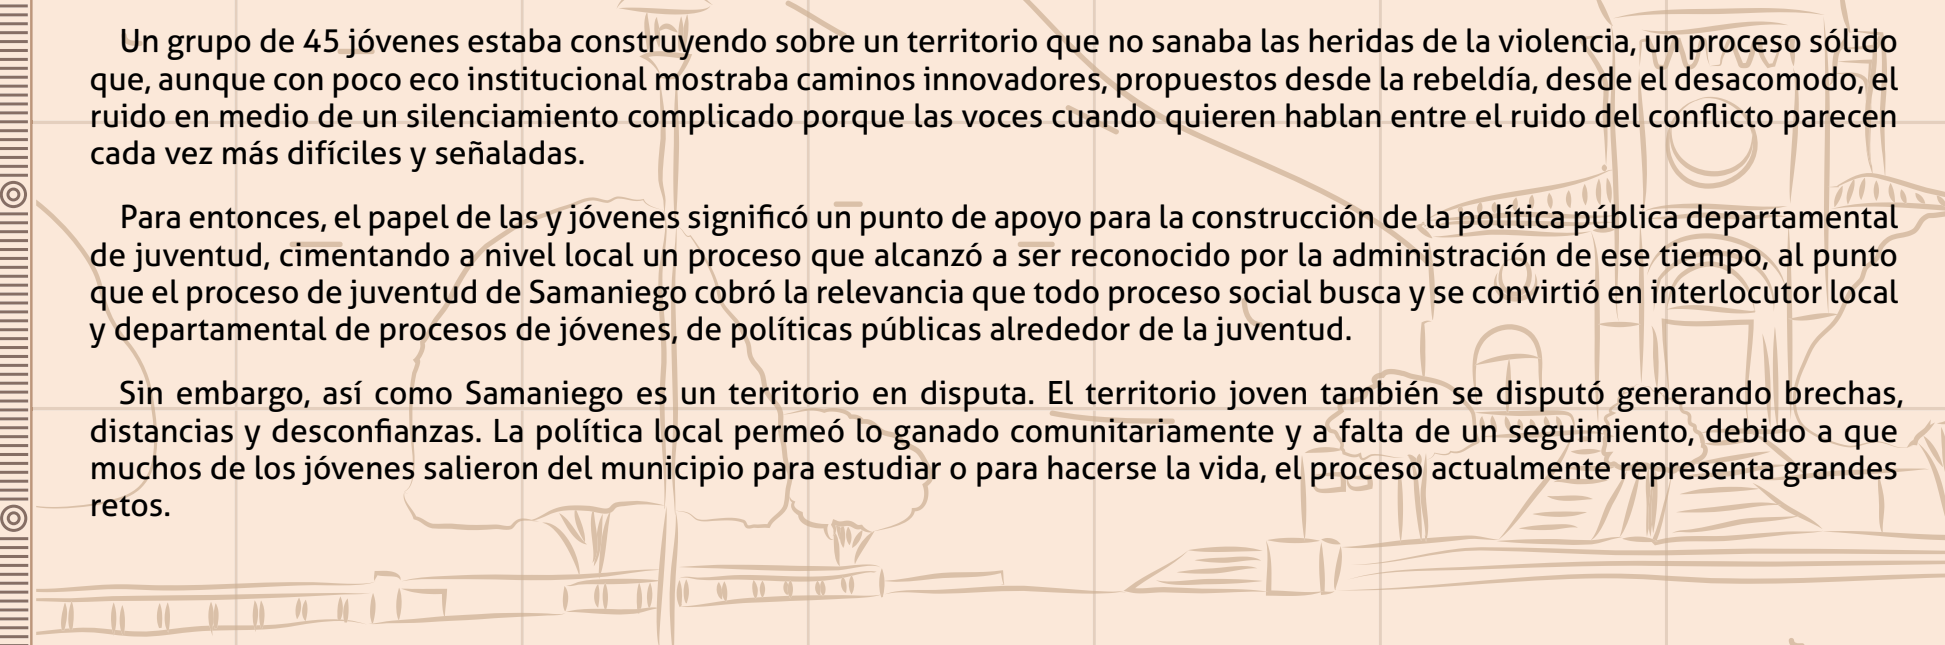 Un grupo de 45 jóvenes estaba construyendo sobre un territorio que no sanaba las heridas de la violencia, un proceso sólido
que, aunque con poco eco institucional mostraba caminos innovadores, propuestos desde la rebeldía, desde el desacomodo, el
ruido en medio de un silenciamiento complicado porque las voces cuando quieren hablan entre el ruido del conflicto parecen
cada vez más difíciles y señaladas.
Para entonces, el papel de las y jóvenes significó un punto de apoyo para la construcción de la política pública departamental
de juventud, cimentando a nivel local un proceso que alcanzó a ser reconocido por la administración de ese tiempo, al punto
que el proceso de juventud de Samaniego cobró la relevancia que todo proceso social busca y se convirtió en interlocutor local
y departamental de procesos de jóvenes, de políticas públicas alrededor de la juventud.
Sin embargo, así como Samaniego es un territorio en disputa. El territorio joven también se disputó generando brechas,
distancias y desconfianzas. La política local permeó lo ganado comunitariamente y a falta de un seguimiento, debido a que
muchos de los jóvenes salieron del municipio para estudiar o para hacerse la vida, el proceso actualmente representa grandes
retos.